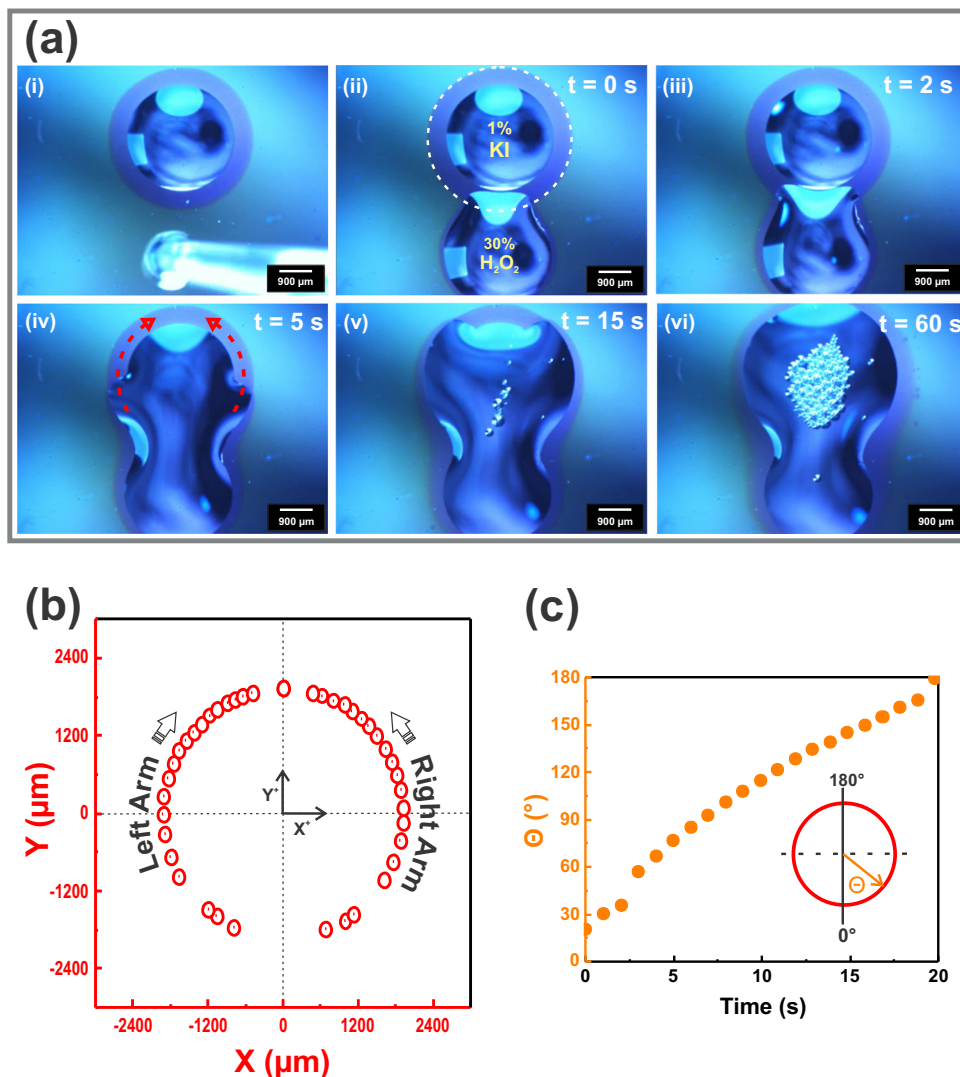 (a)
(i)
(ii) t = 0 s
1%
KI
30%
H₂O₂
(iii) t = 2 s
900 µm
900 µm
900 µm
(iv) t = 5 s
(v) t = 15 s
(vi) t = 60 s
900 µm
900 µm
900 µm
(b)
2400
1200
0
-1200
-2400
Y (µm)
Left Arm
Right Arm
Y⁺
X⁺
-2400 -1200 0 1200 2400
X (µm)
(c)
180
150
120
90
60
30
0
Θ (°)
180°
Θ
0°
0 5 10 15 20
Time (s)